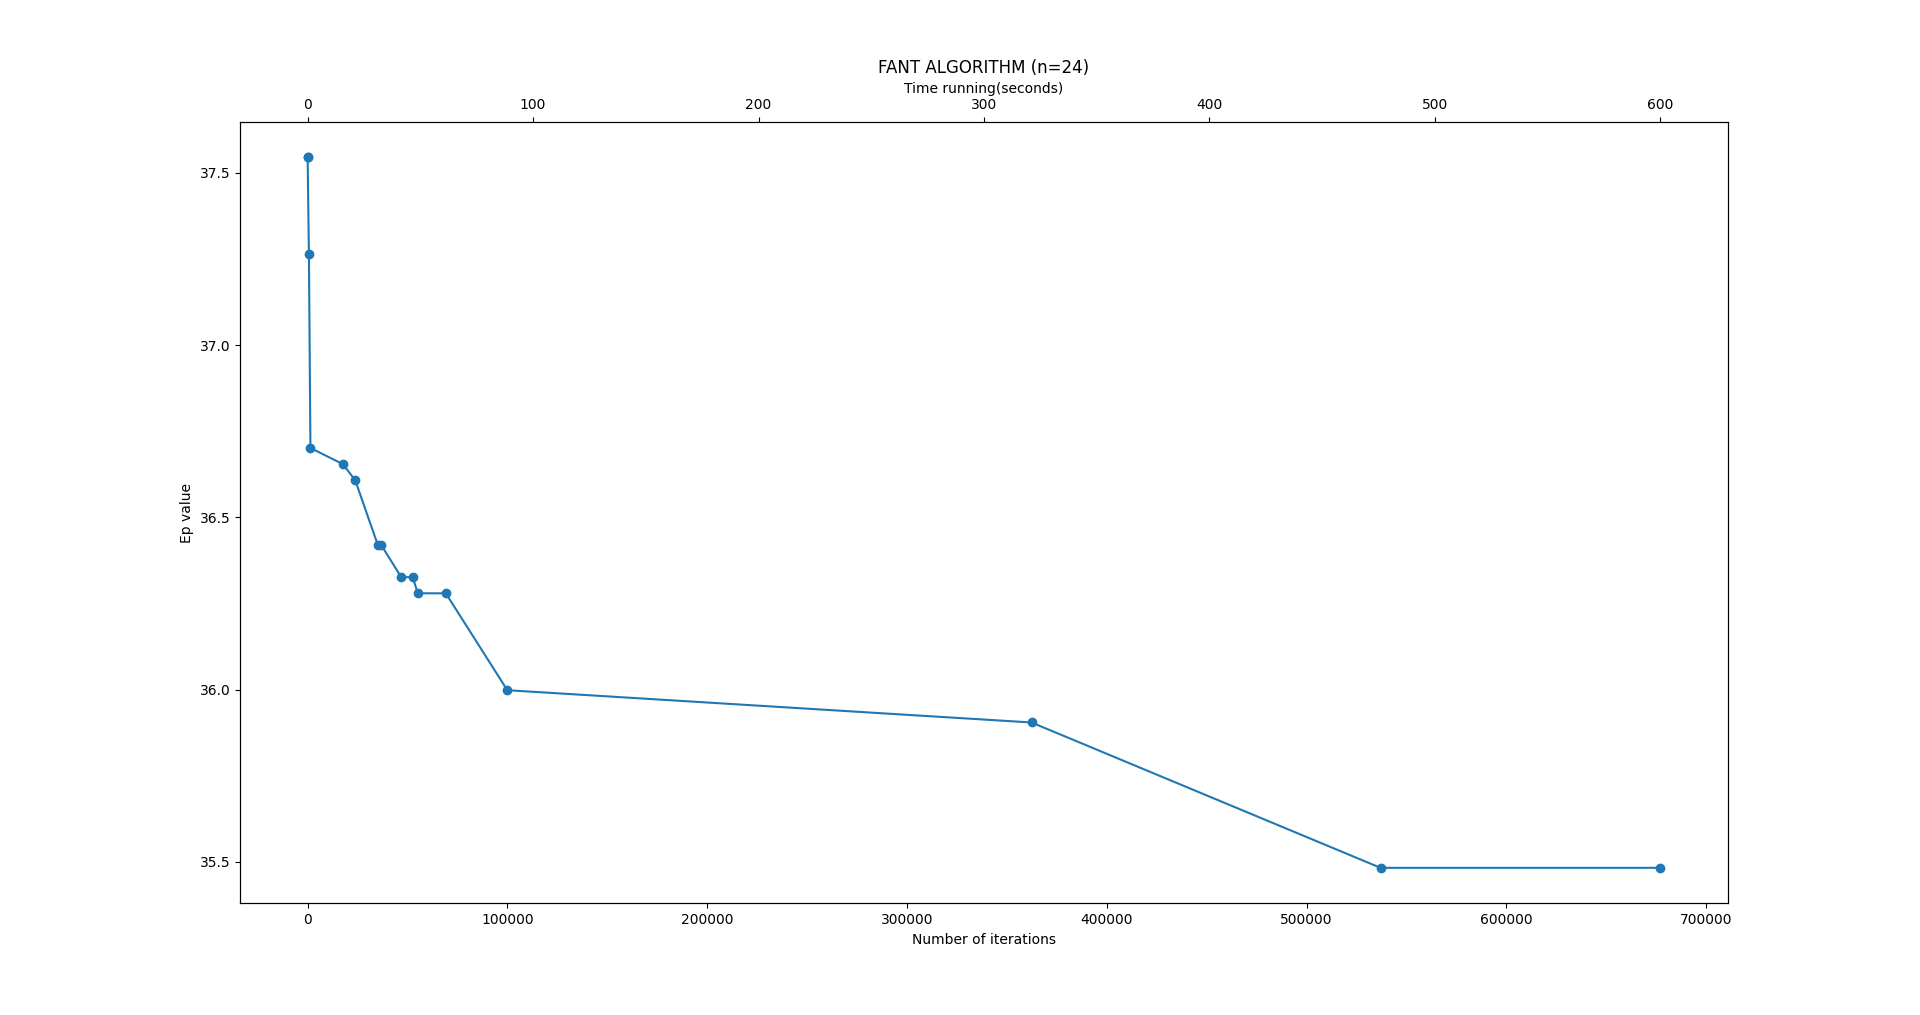 FANT ALGORITHM (n=24)
Time running(seconds)
0 100 200 300 400 500 600
37.5
37.0
36.5
36.0
35.5
Ep value
0 100000 200000 300000 400000 500000 600000 700000
Number of iterations